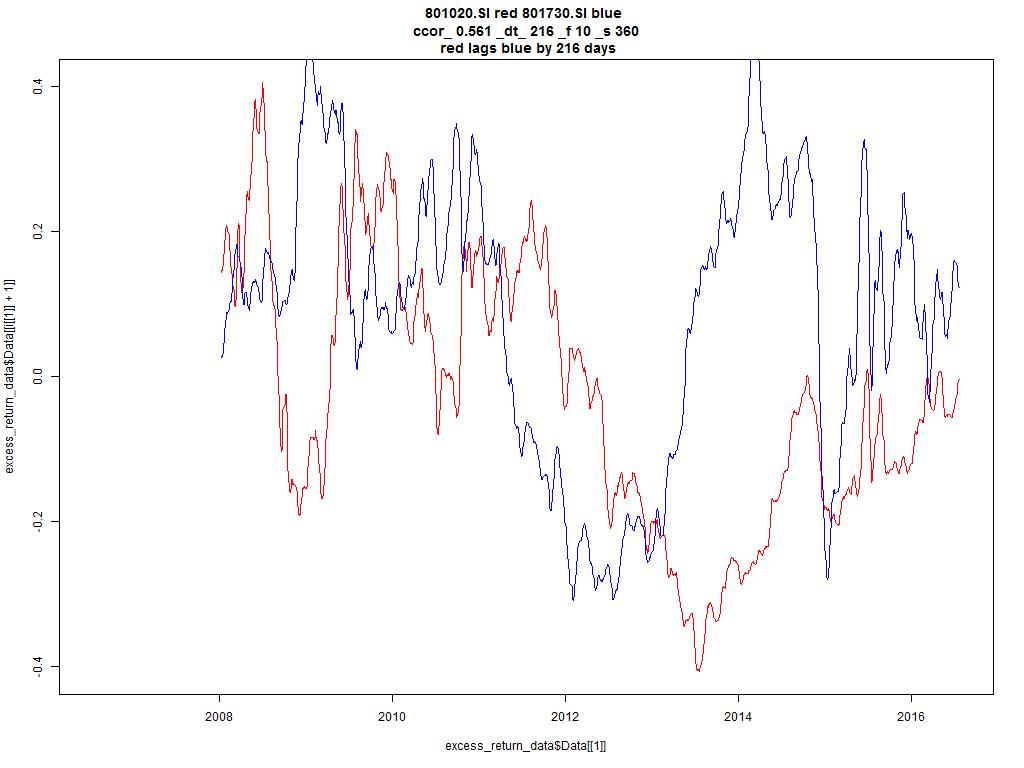 801020.SI red 801730.SI blue
ccor_ 0.561 _dt_ 216 _f 10 _s 360
red lags blue by 216 days
0.4
0.2
0.0
-0.2
-0.4
excess_return_data$Data[[i[[1]] + 1]]
2008 2010 2012 2014 2016
excess_return_data$Data[[1]]